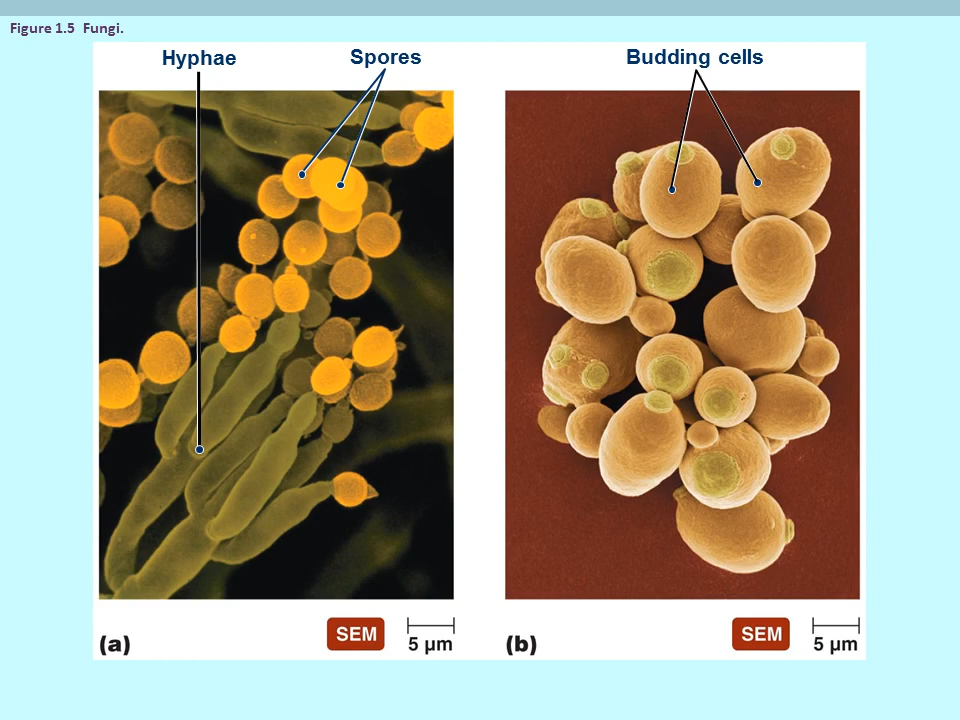 Figure 1.5 Fungi.
Hyphae
Spores
Budding cells
(a)
SEM
5 μm
(b)
SEM
5 μm